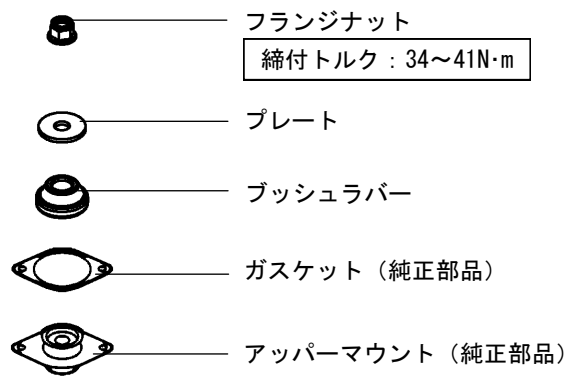 フランジナット
締付トルク：34～41N･m
プレート
ブッシュラバー
ガスケット（純正部品）
アッパーマウント（純正部品）